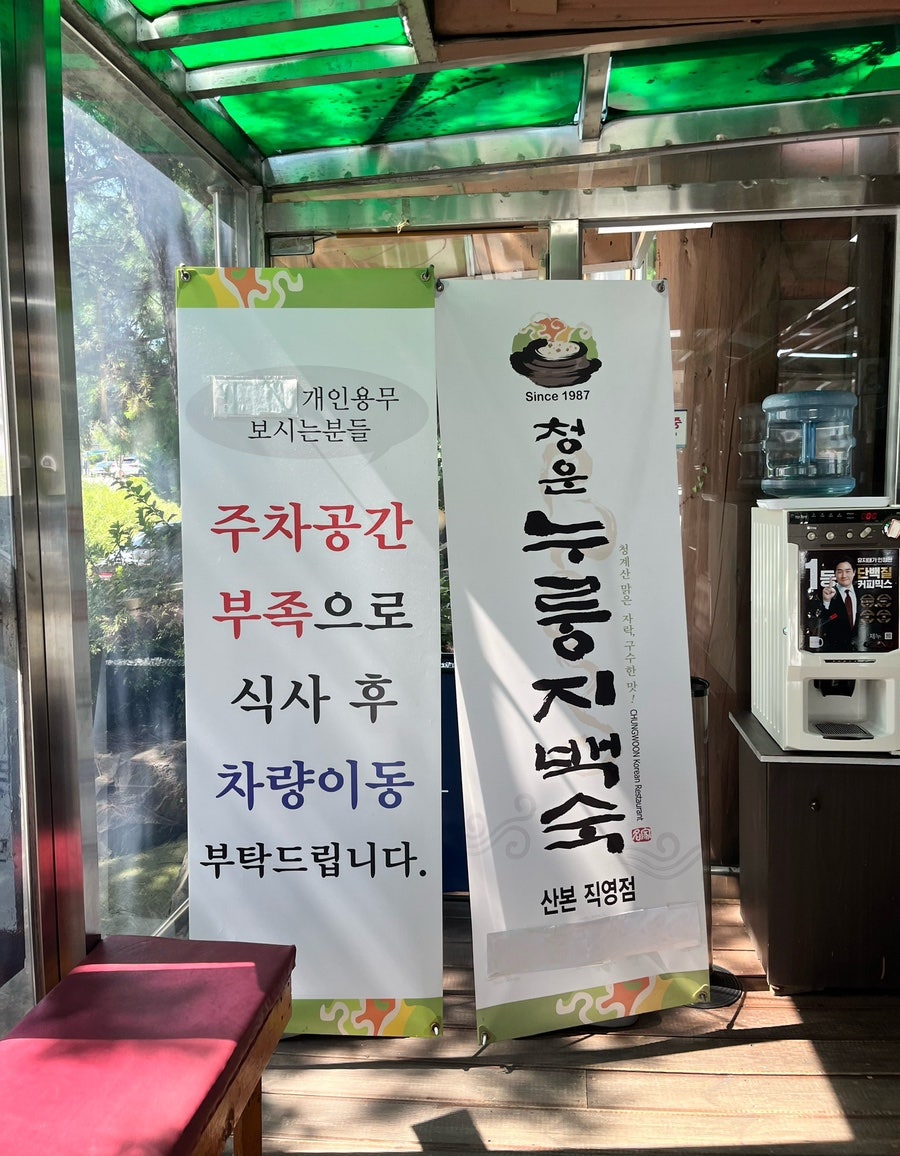 개인용무
보시는분들
주차공간
부족으로
식사 후
차량이동
부탁드립니다.
Since 1987
청운
누룽지백숙
청계산 맑은 자락, 구수한 맛!
CHUNGWOON Korean Restaurant
산본 직영점
1등
단백질
커피믹스